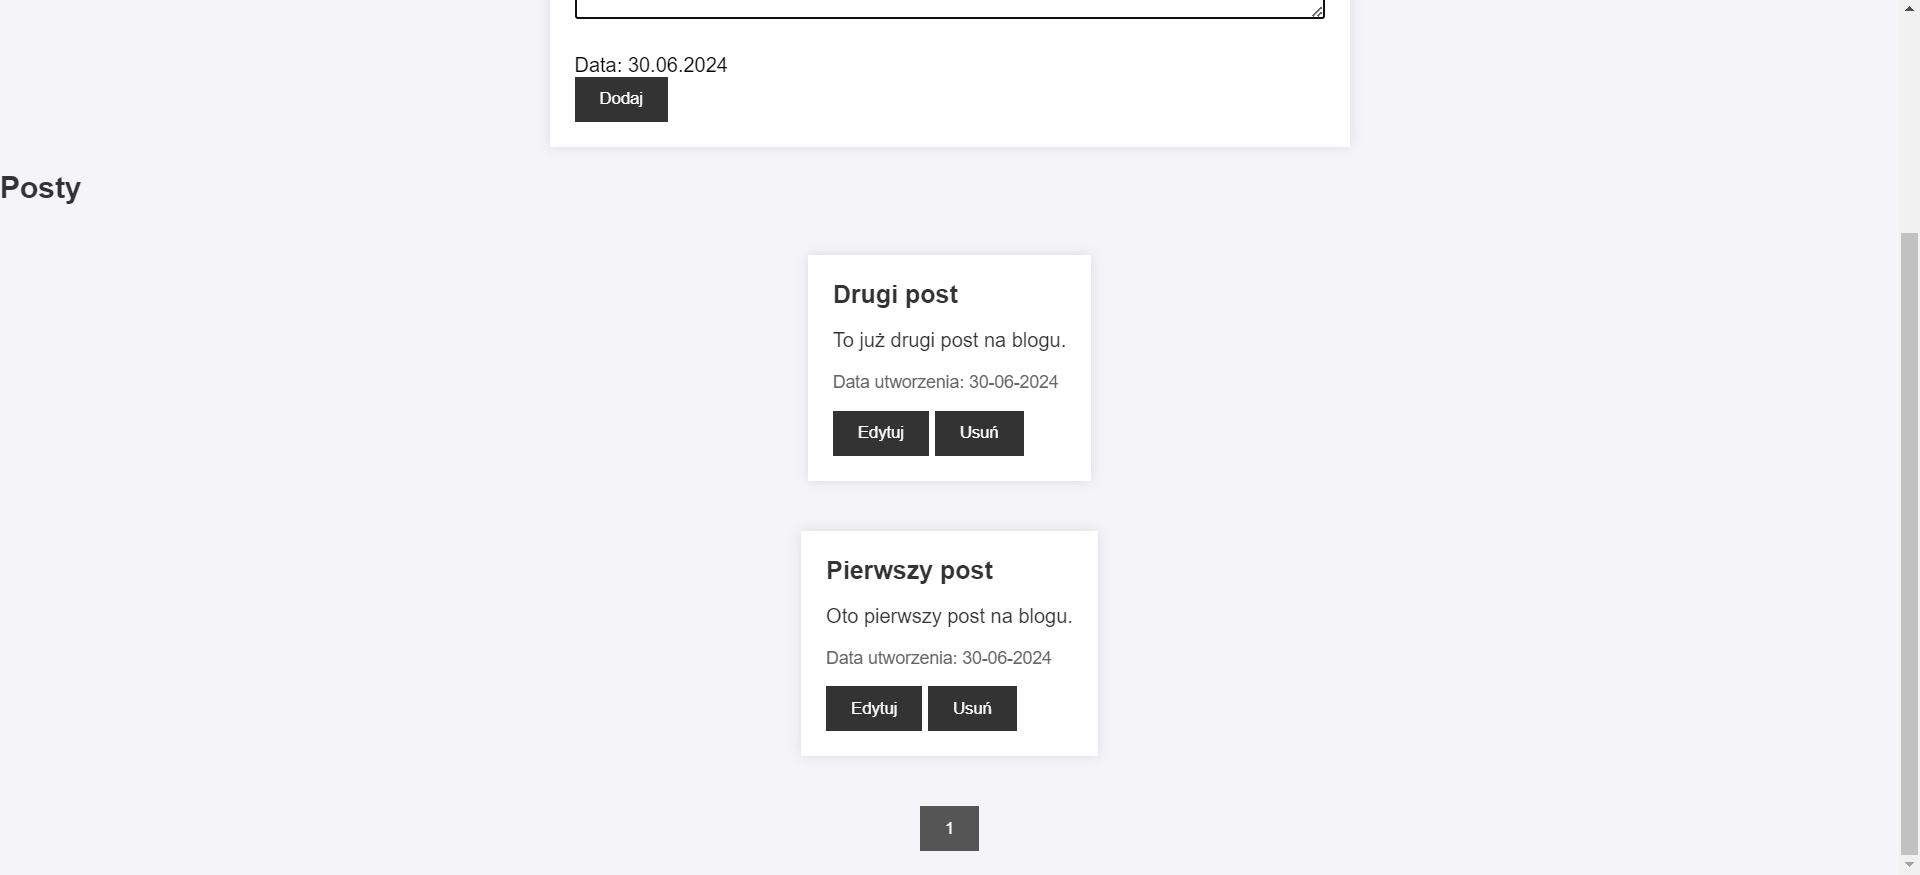 Data: 30.06.2024
Dodaj
Posty
Drugi post
To już drugi post na blogu.
Data utworzenia: 30-06-2024
Edytuj Usuń
Pierwszy post
Oto pierwszy post na blogu.
Data utworzenia: 30-06-2024
Edytuj Usuń
1